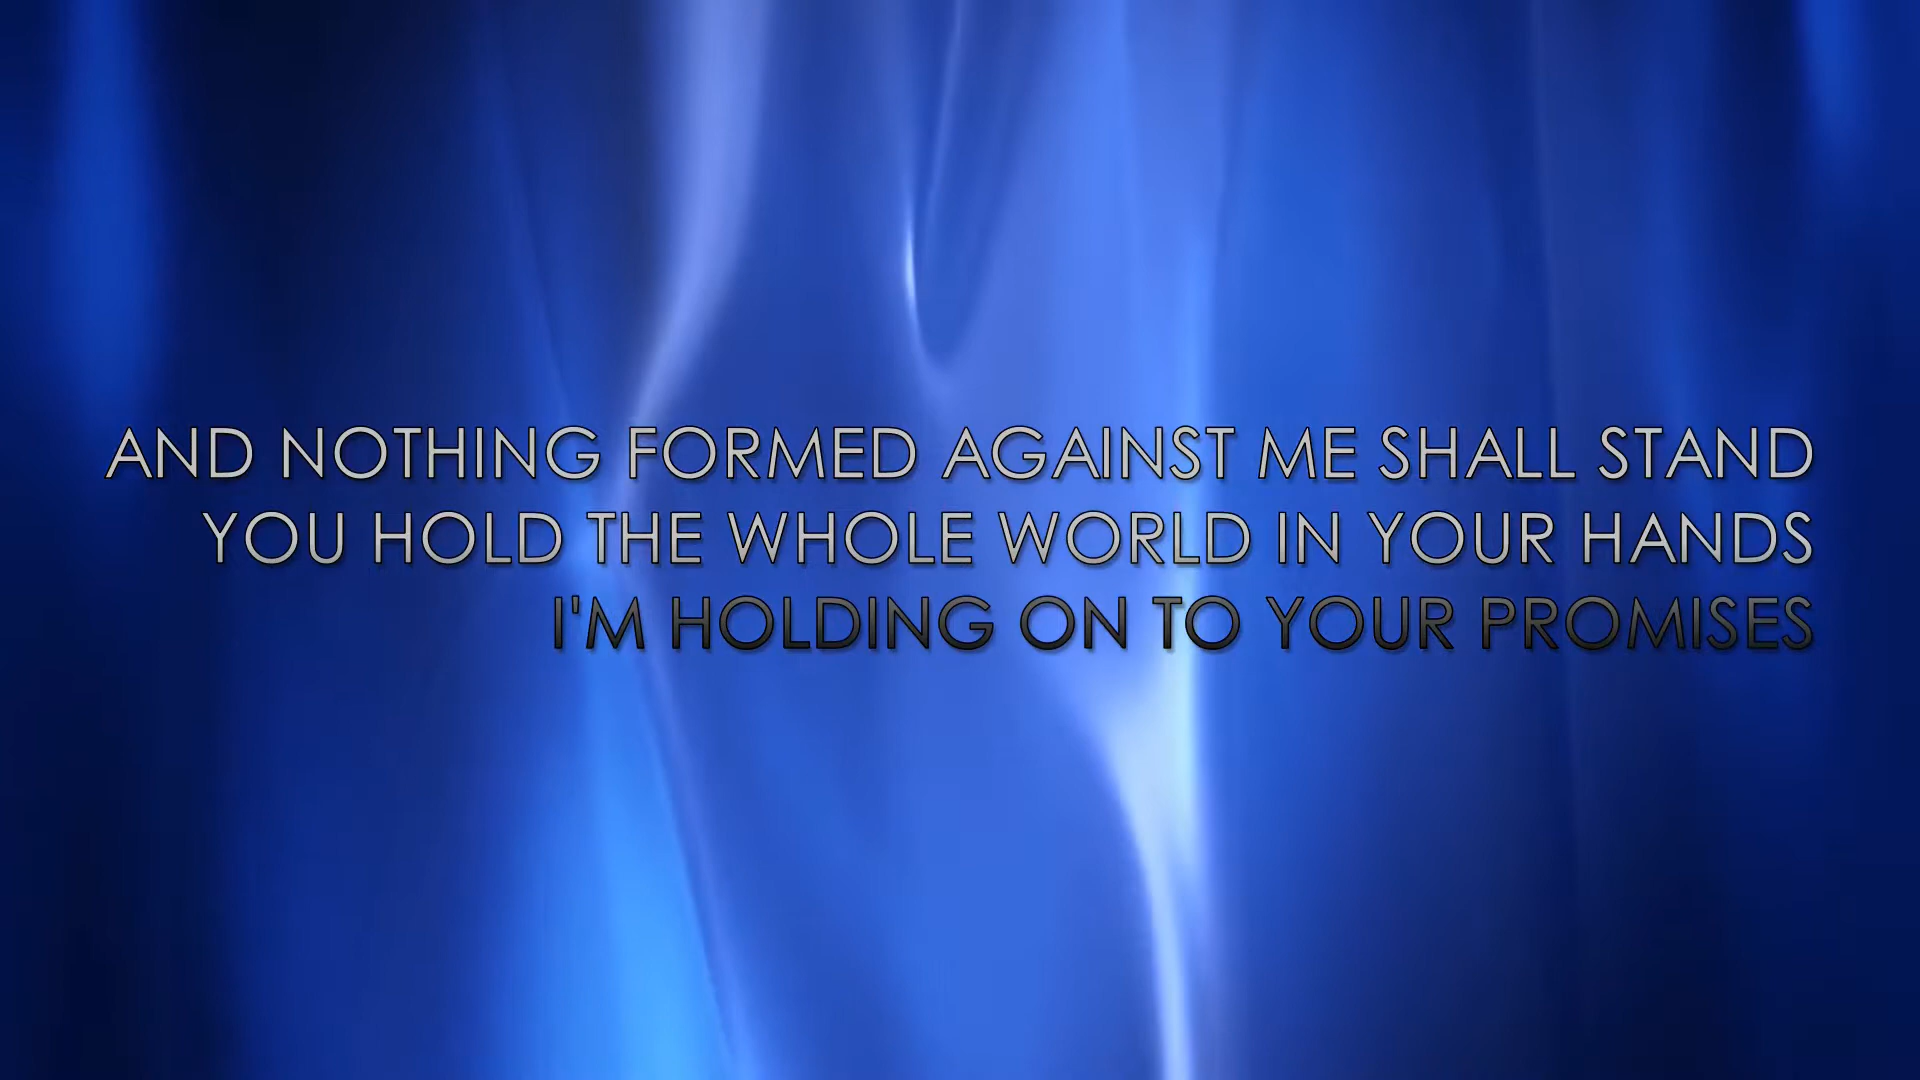 AND NOTHING FORMED AGAINST ME SHALL STAND
YOU HOLD THE WHOLE WORLD IN YOUR HANDS
I'M HOLDING ON TO YOUR PROMISES